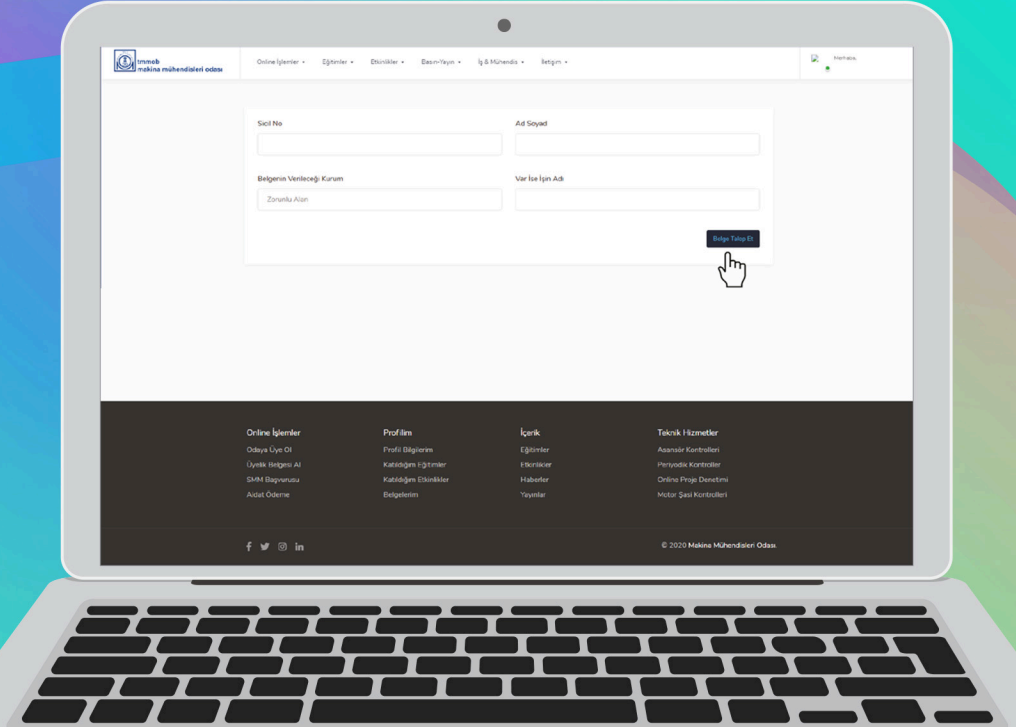 tmmob
makina mühendisleri odası
Online İşlemler
Eğitimler
Etkinlikler
Basın-Yayın
İş & Mühendis
İletişim
Merhaba,
Sicil No
Ad Soyad
Belgenin Verileceği Kurum
Var İse İşin Adı
Zorunlu Alan
Belge Talep Et
Online İşlemler
Odaya Üye Ol
Üyelik Belgesi Al
SMM Başvurusu
Aidat Ödeme
Profilim
Profil Bilgilerim
Katıldığım Eğitimler
Katıldığım Etkinlikler
Belgelerim
İçerik
Eğitimler
Etkinlikler
Haberler
Yayınlar
Teknik Hizmetler
Asansör Kontrolleri
Periyodik Kontroller
Online Proje Denetimi
Motor Şasi Kontrolleri
© 2020 Makina Mühendisleri Odası.